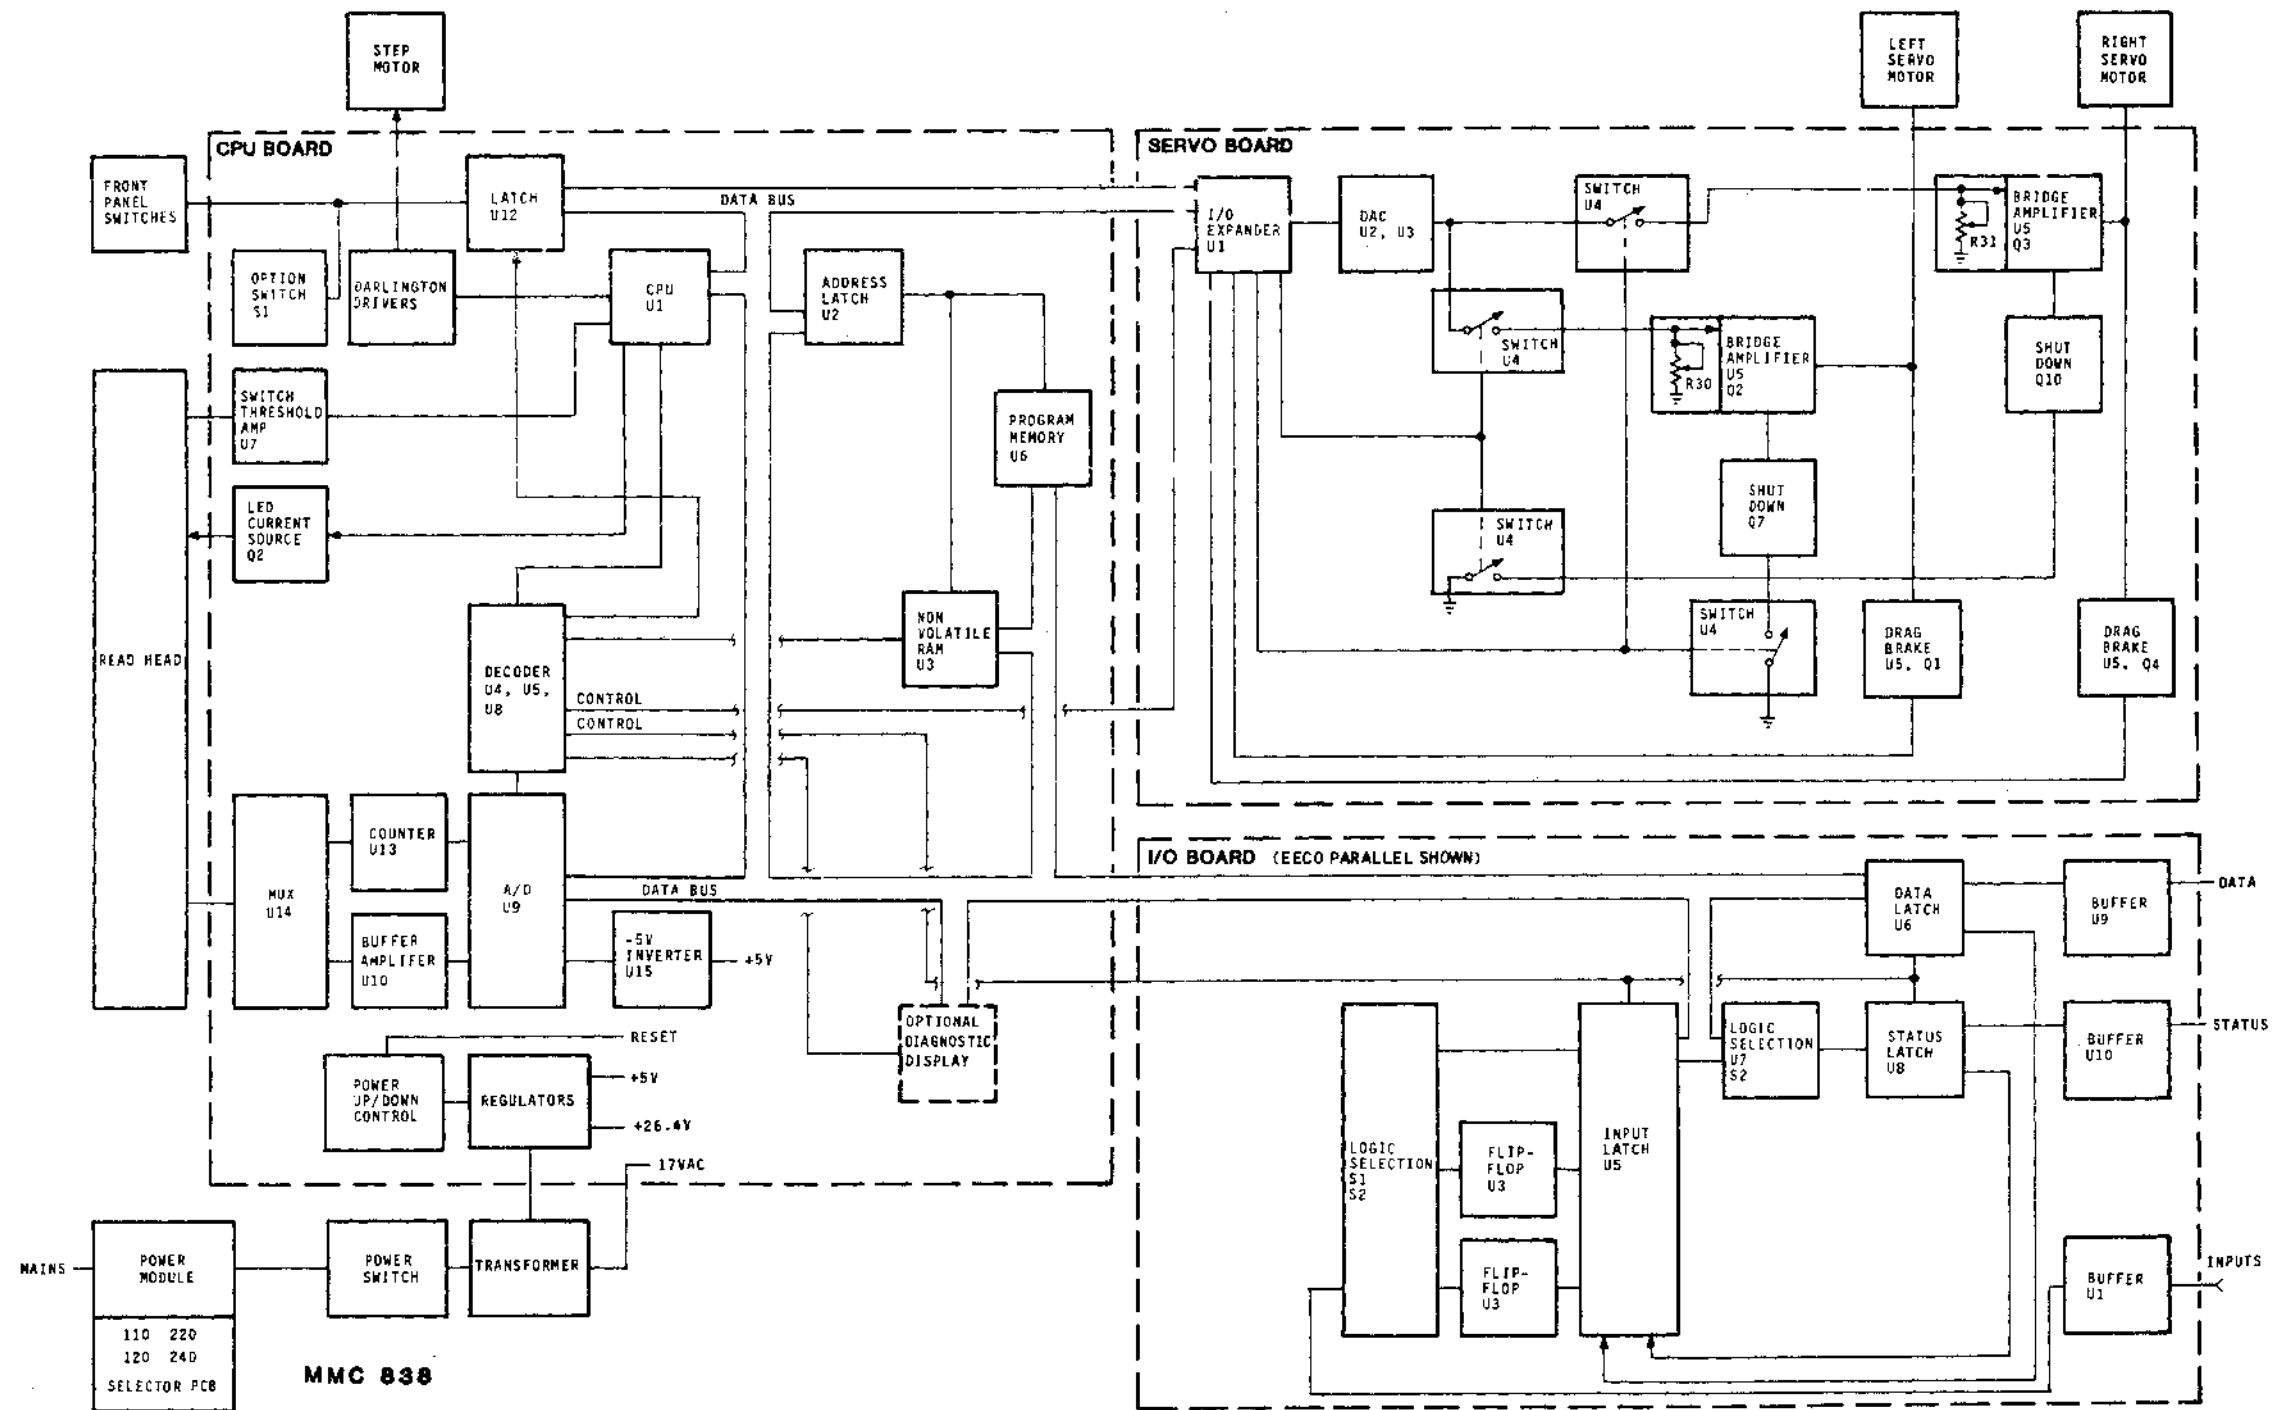 STEP
MOTOR
LEFT
SERVO
MOTOR
RIGHT
SERVO
MOTOR
CPU BOARD
FRONT
PANEL
SWITCHES
LATCH
U12
DATA BUS
OPTION
SWITCH
S1
DARLINGTON
DRIVERS
CPU
U1
ADDRESS
LATCH
U2
SWITCH
THRESHOLD
AMP
U7
PROGRAM
MEMORY
U6
LED
CURRENT
SOURCE
Q2
READ HEAD
NON
VOLATILE
RAM
U3
DECODER
U4, U5,
U8
CONTROL
CONTROL
MUX
U14
COUNTER
U13
A/D
U9
DATA BUS
BUFFER
AMPLIFER
U10
-5V
INVERTER
U15
+5V
OPTIONAL
DIAGNOSTIC
DISPLAY
RESET
POWER
UP/DOWN
CONTROL
REGULATORS
+5V
+26.4V
17VAC
MAINS
POWER
MODULE
POWER
SWITCH
TRANSFORMER
110 220
120 240
SELECTOR PCB
MMC 838
SERVO BOARD
I/O
EXPANDER
U1
DAC
U2, U3
SWITCH
U4
R31
BRIDGE
AMPLIFIER
U5
Q3
SWITCH
U4
R30
BRIDGE
AMPLIFIER
U5
Q2
SHUT
DOWN
Q10
SHUT
DOWN
Q7
SWITCH
U4
SWITCH
U4
DRAG
BRAKE
U5, Q1
DRAG
BRAKE
U5, Q4
I/O BOARD (EECO PARALLEL SHOWN)
DATA
LATCH
U6
BUFFER
U9
DATA
LOGIC
SELECTION
U7
S2
STATUS
LATCH
U8
BUFFER
U10
STATUS
LOGIC
SELECTION
S1
S2
FLIP-
FLOP
U3
INPUT
LATCH
U5
FLIP-
FLOP
U3
BUFFER
U1
INPUTS